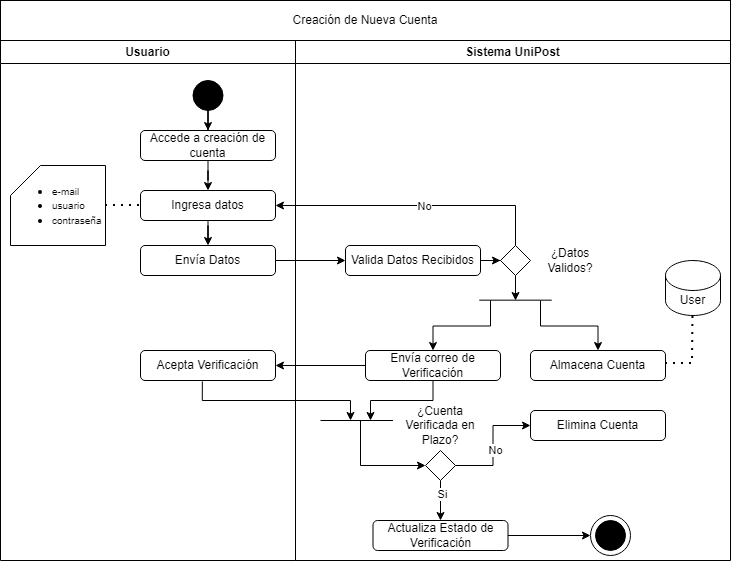 Creación de Nueva Cuenta
Usuario
Sistema UniPost
Accede a creación de
cuenta
e-mail
usuario
contraseña
Ingresa datos
No
Envía Datos
Valida Datos Recibidos
¿Datos
Validos?
User
Acepta Verificación
Envía correo de
Verificación
Almacena Cuenta
¿Cuenta
Verificada en
Plazo?
Elimina Cuenta
No
Si
Actualiza Estado de
Verificación